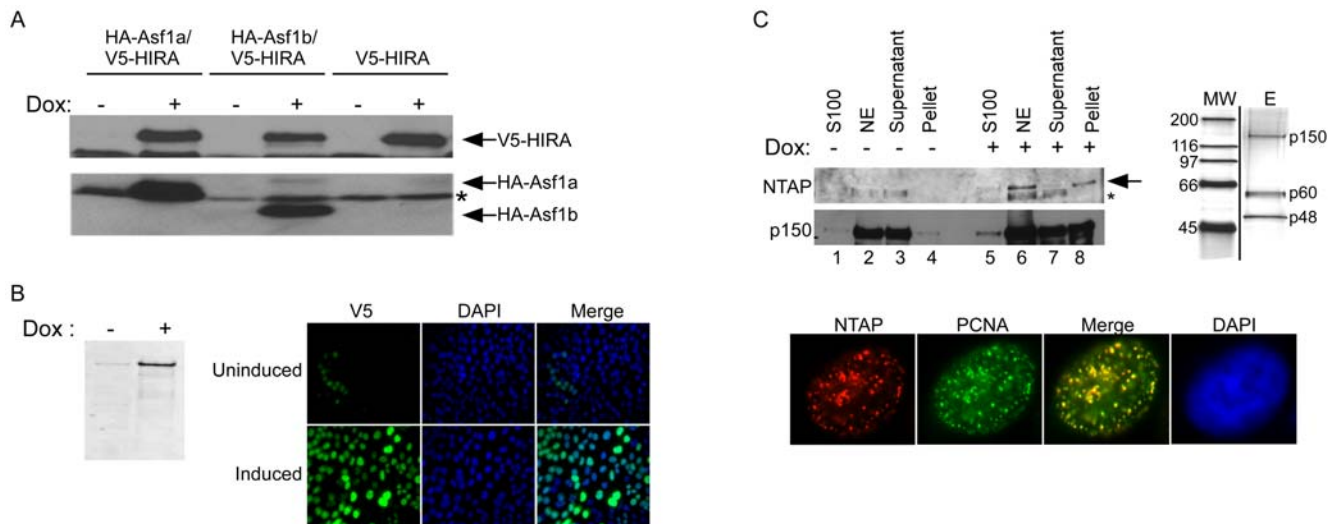 A
HA-Asf1a/ HA-Asf1b/
V5-HIRA V5-HIRA V5-HIRA
Dox: - + - + - +
V5-HIRA
HA-Asf1a
*
HA-Asf1b
B
Dox : - +
V5 DAPI Merge
Uninduced
Induced
C
S100 NE Supernatant Pellet S100 NE Supernatant Pellet
Dox: - - - - + + + +
NTAP
*
p150
1 2 3 4 5 6 7 8
MW E
200
p150
116
97
66
p60
p48
45
NTAP PCNA Merge DAPI